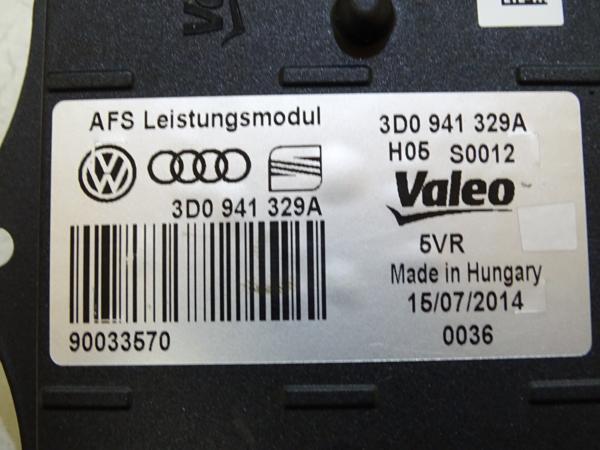 AFS Leistungsmodul
3D0 941 329A
H05 S0012
Valeo
3D0 941 329A
5VR
Made in Hungary
15/07/2014
90033570
0036